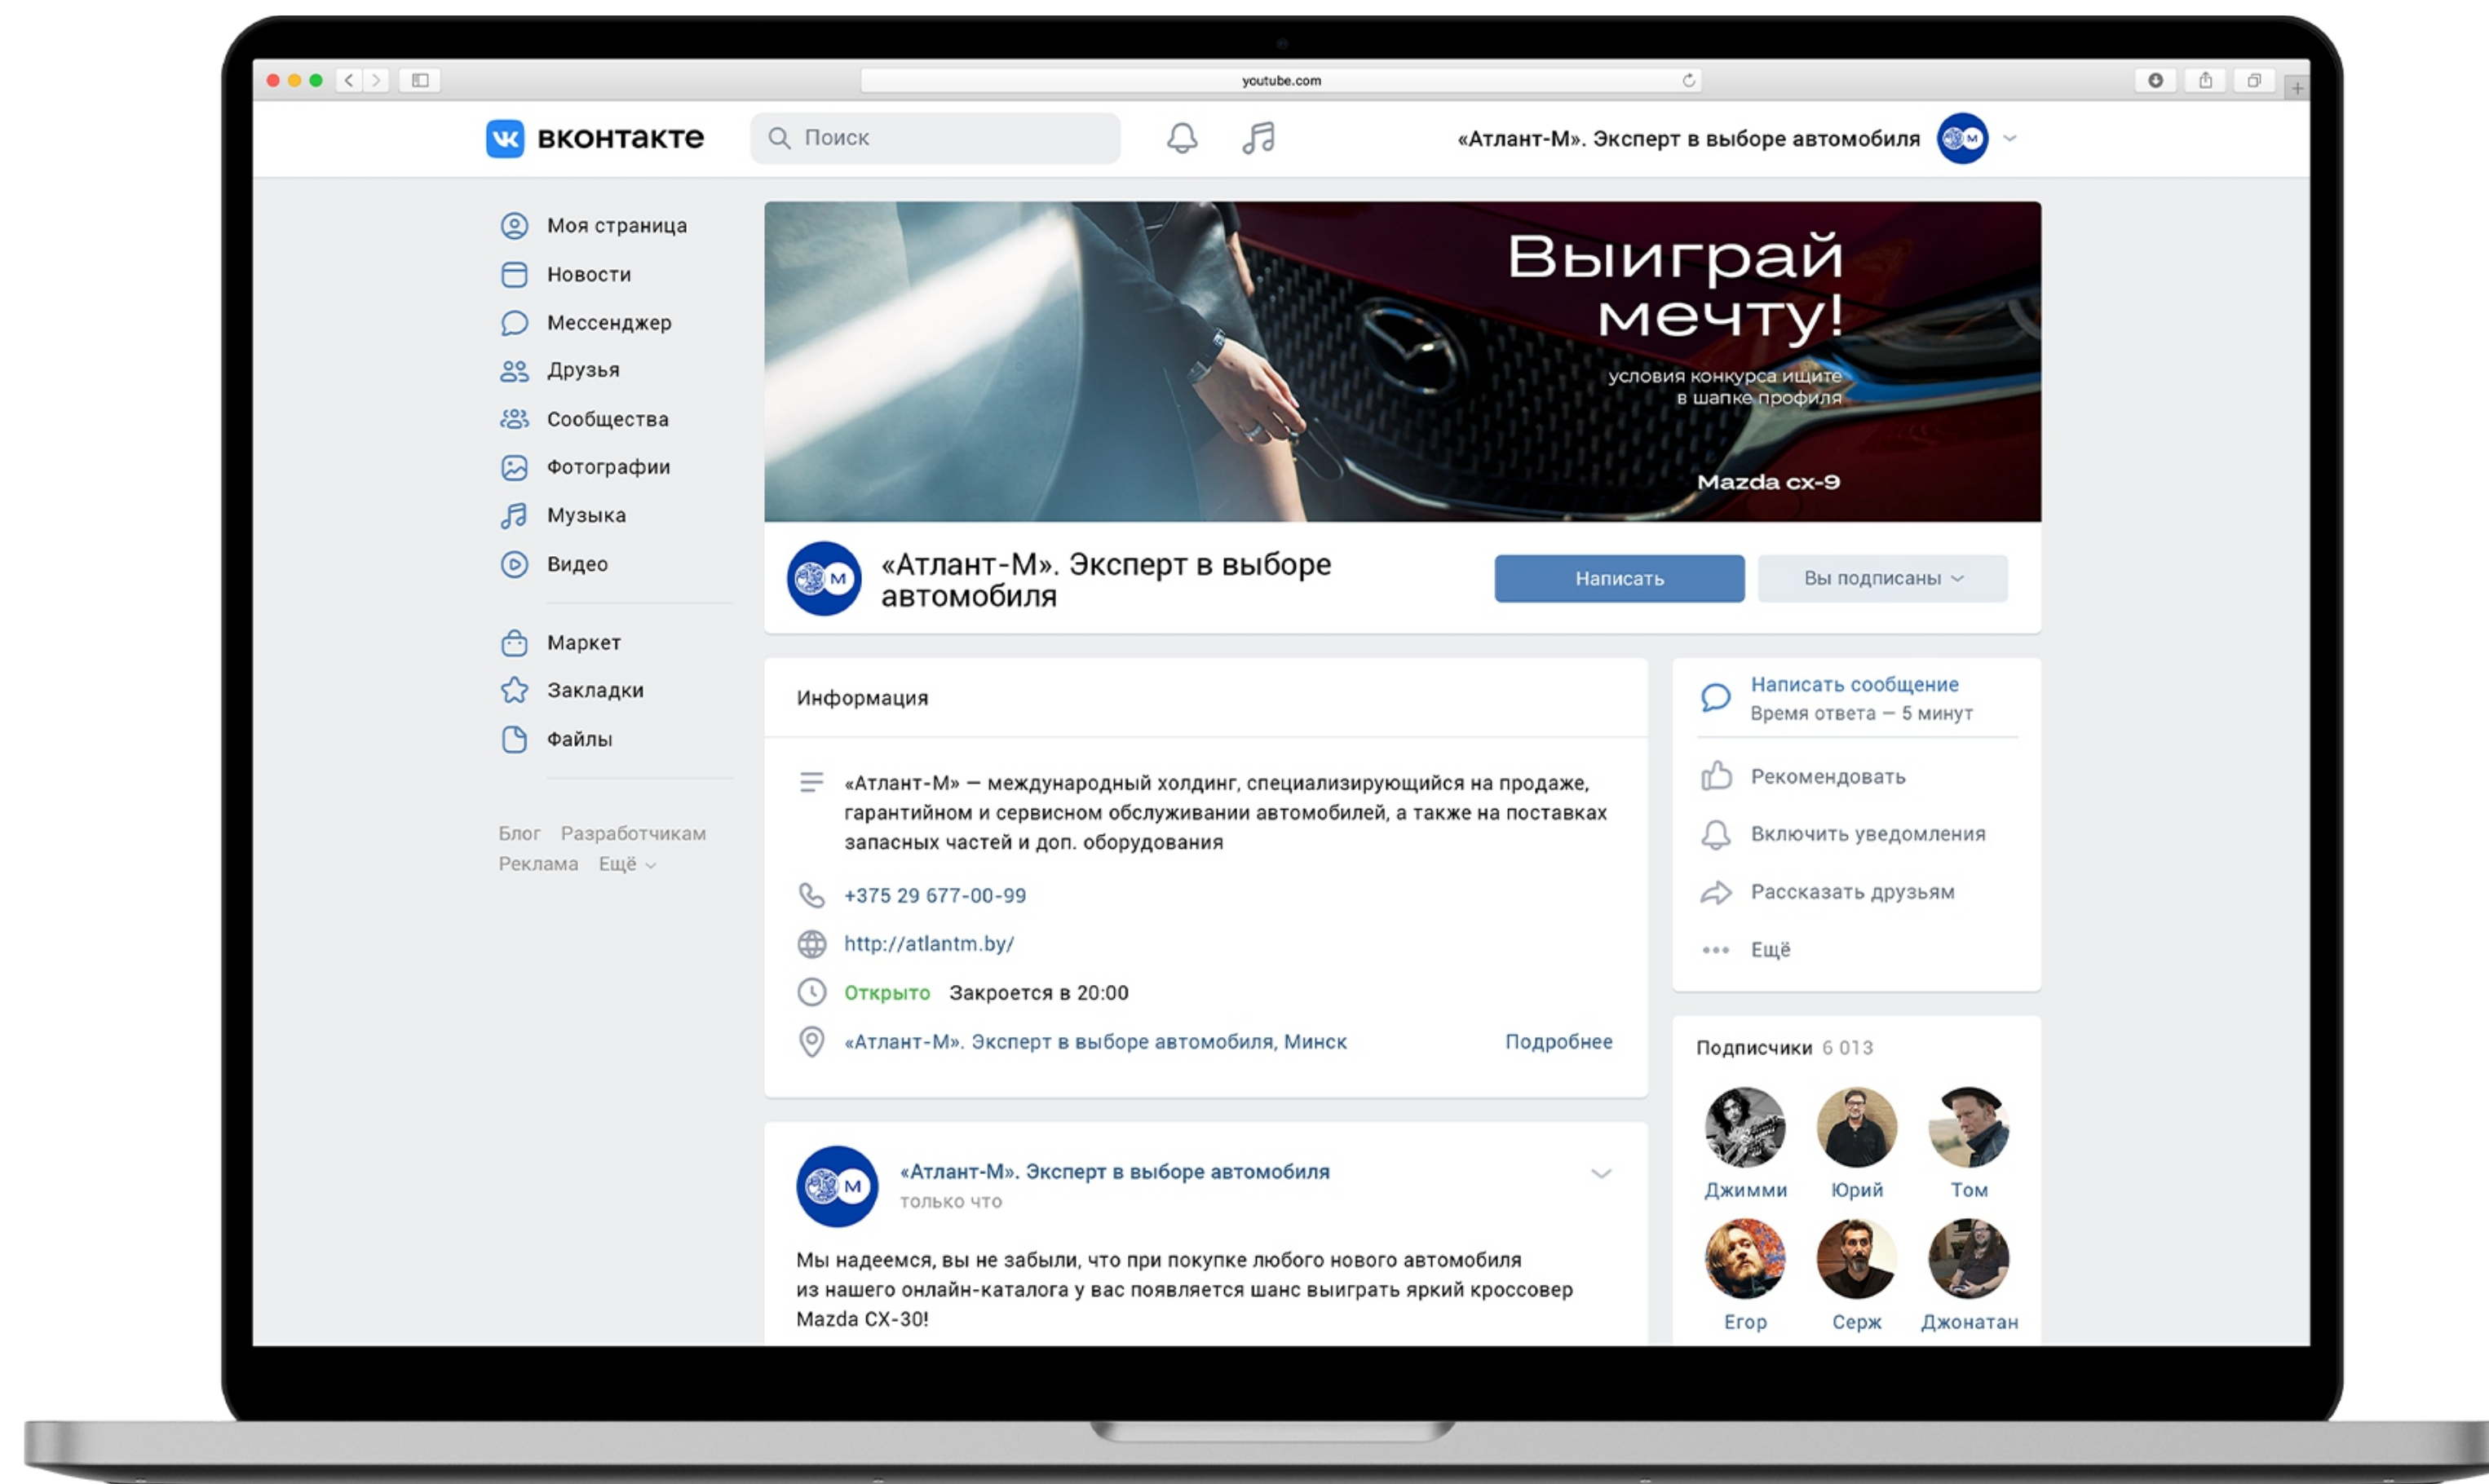 youtube.com
вконтакте
Поиск
«Атлант-М». Эксперт в выборе автомобиля
Моя страница
Новости
Мессенджер
Друзья
Сообщества
Фотографии
Музыка
Видео
Маркет
Закладки
Файлы
Блог Разработчикам
Реклама Ещё
Выиграй
мечту!
условия конкурса ищите
в шапке профиля
Mazda cx-9
М
«Атлант-М». Эксперт в выборе
автомобиля
Написать
Вы подписаны
Информация
«Атлант-М» — международный холдинг, специализирующийся на продаже,
гарантийном и сервисном обслуживании автомобилей, а также на поставках
запасных частей и доп. оборудования
+375 29 677-00-99
http://atlantm.by/
Открыто Закроется в 20:00
«Атлант-М». Эксперт в выборе автомобиля, Минск
Подробнее
М
«Атлант-М». Эксперт в выборе автомобиля
только что
Мы надеемся, вы не забыли, что при покупке любого нового автомобиля
из нашего онлайн-каталога у вас появляется шанс выиграть яркий кроссовер
Mazda CX-30!
Написать сообщение
Время ответа — 5 минут
Рекомендовать
Включить уведомления
Рассказать друзьям
Ещё
Подписчики 6 013
Джимми Юрий Том
Егор Серж Джонатан